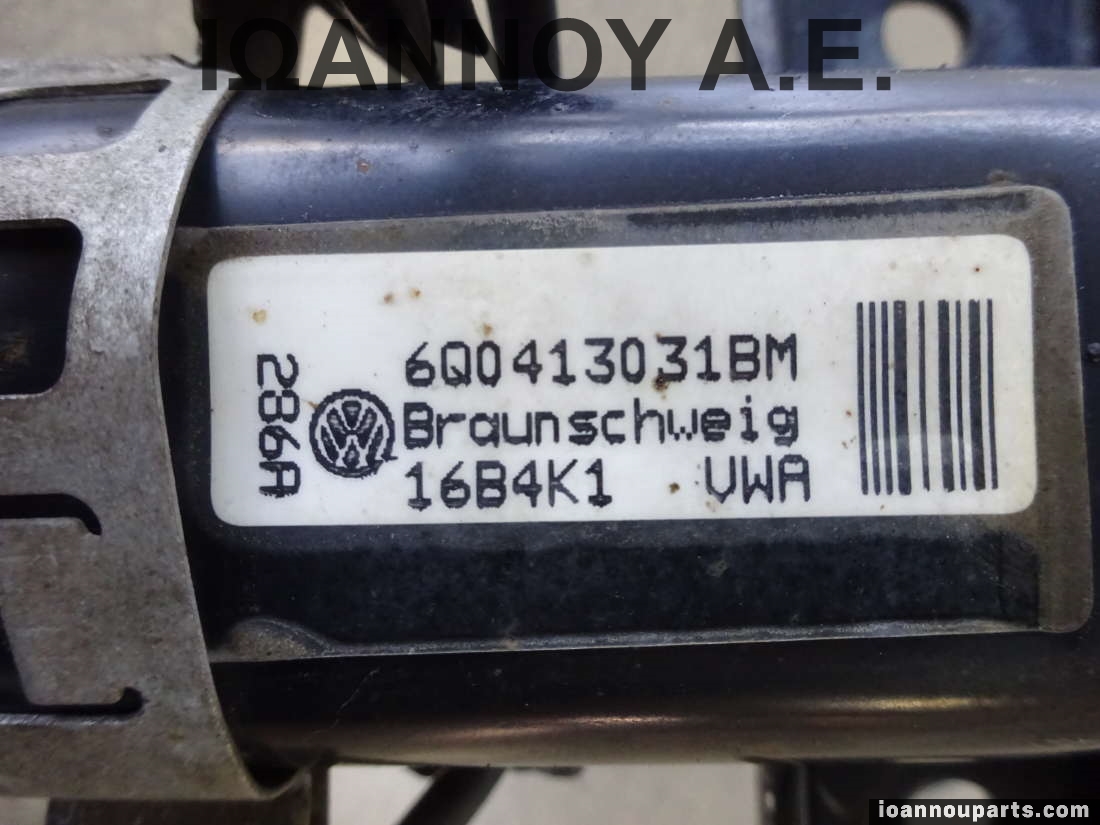 ΙΩΑΝΝΟΥ Α.Ε.
286A
6Q0413031BM
Braunschweig
16B4K1 VWA
ioannouparts.com